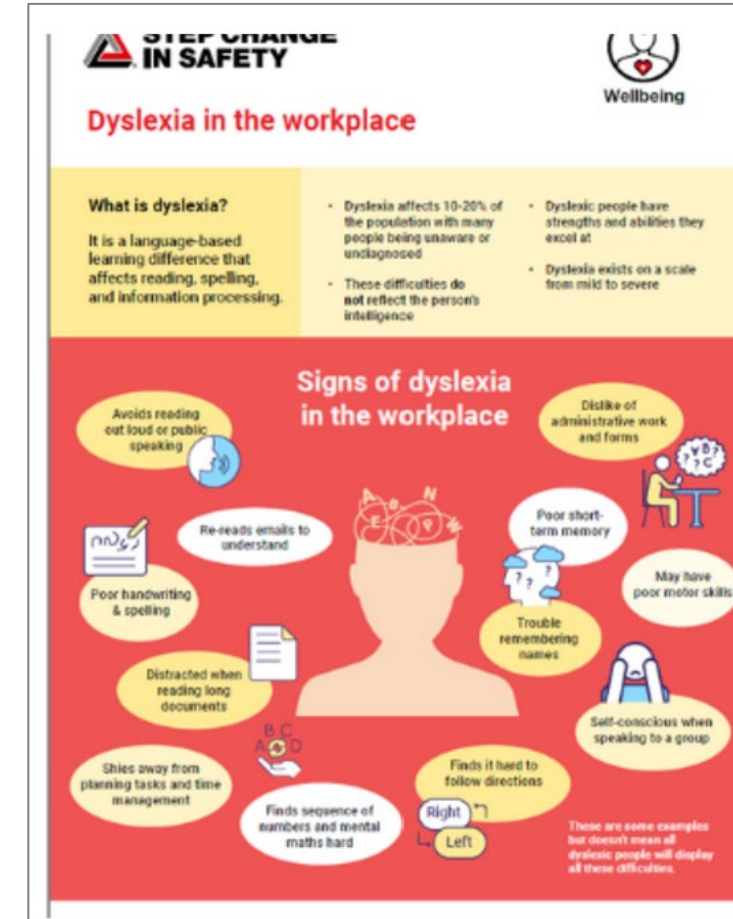 STEP CHANGE
IN SAFETY
Wellbeing
Dyslexia in the workplace
What is dyslexia?
It is a language-based
learning difference that
affects reading, spelling,
and information processing.
• Dyslexia affects 10-20% of
the population with many
people being unaware or
undiagnosed
• These difficulties do
not reflect the person's
intelligence
• Dyslexic people have
strengths and abilities they
excel at
• Dyslexia exists on a scale
from mild to severe
Signs of dyslexia
in the workplace
Avoids reading
out loud or public
speaking
Dislike of
administrative work
and forms
? A B ?
? ? C
Re-reads emails to
understand
A B N
E P W
Poor short-
term memory
? ? ?
May have
poor motor skills
Poor handwriting
& spelling
Trouble
remembering
names
Distracted when
reading long
documents
Self-conscious when
speaking to a group
B C
A D
Shies away from
planning tasks and time
management
Finds it hard to
follow directions
Finds sequence of
numbers and mental
maths hard
Right
Left
These are some examples
but doesn't mean all
dyslexic people will display
all these difficulties.